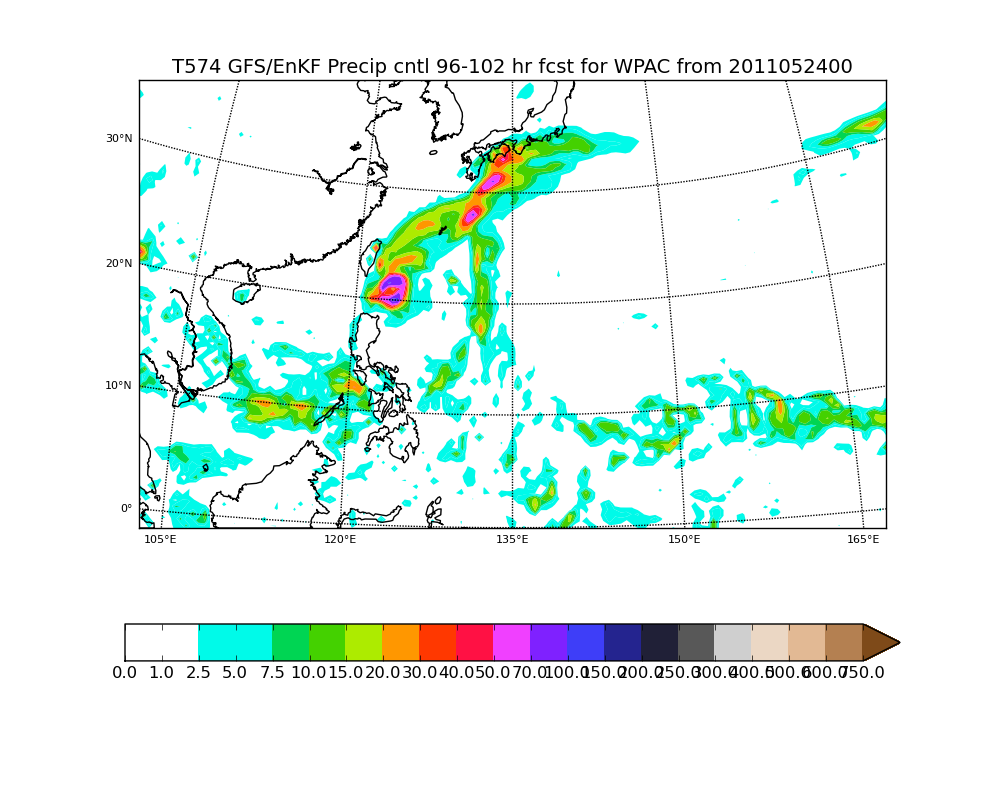 T574 GFS/EnKF Precip cntl 96-102 hr fcst for WPAC from 2011052400
30°N
20°N
10°N
0°
105°E 120°E 135°E 150°E 165°E
0.0 1.0 2.5 5.0 7.5 10.0 15.0 20.0 30.0 40.0 50.0 70.0 100.0 150.0 200.0 250.0 300.0 400.0 500.0 600.0 750.0